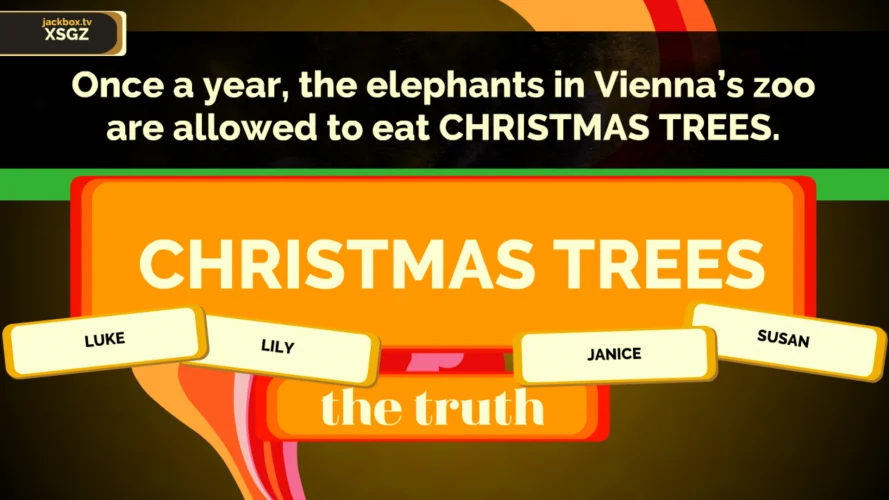 jackbox.tv
XSGZ
Once a year, the elephants in Vienna's zoo
are allowed to eat CHRISTMAS TREES.
CHRISTMAS TREES
LUKE
LILY
JANICE
SUSAN
the truth